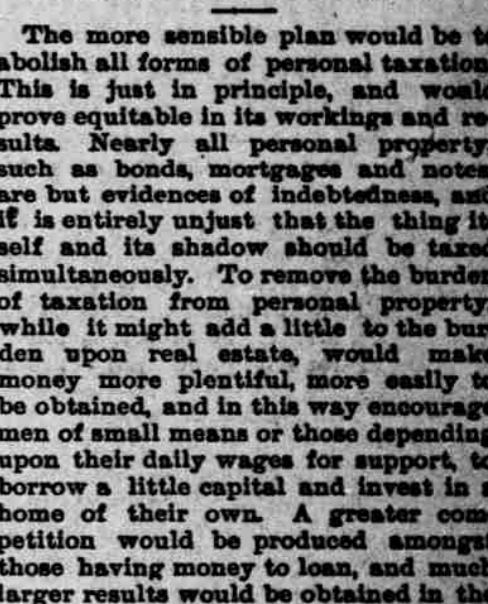 The more sensible plan would be t
abolish all forms of personal taxation
This is just in principle, and would
prove equitable in its workings and re
sults. Nearly all personal property,
such as bonds, mortgages and notes
are but evidences of indebtedness, and
if is entirely unjust that the thing it
self and its shadow should be taxed
simultaneously. To remove the burden
of taxation from personal property,
while it might add a little to the bur
den upon real estate, would make
money more plentiful, more easily to
be obtained, and in this way encourage
men of small means or those depending
upon their daily wages for support, to
borrow a little capital and invest in a
home of their own. A greater com
petition would be produced amongst
those having money to loan, and much
larger results would be obtained in the